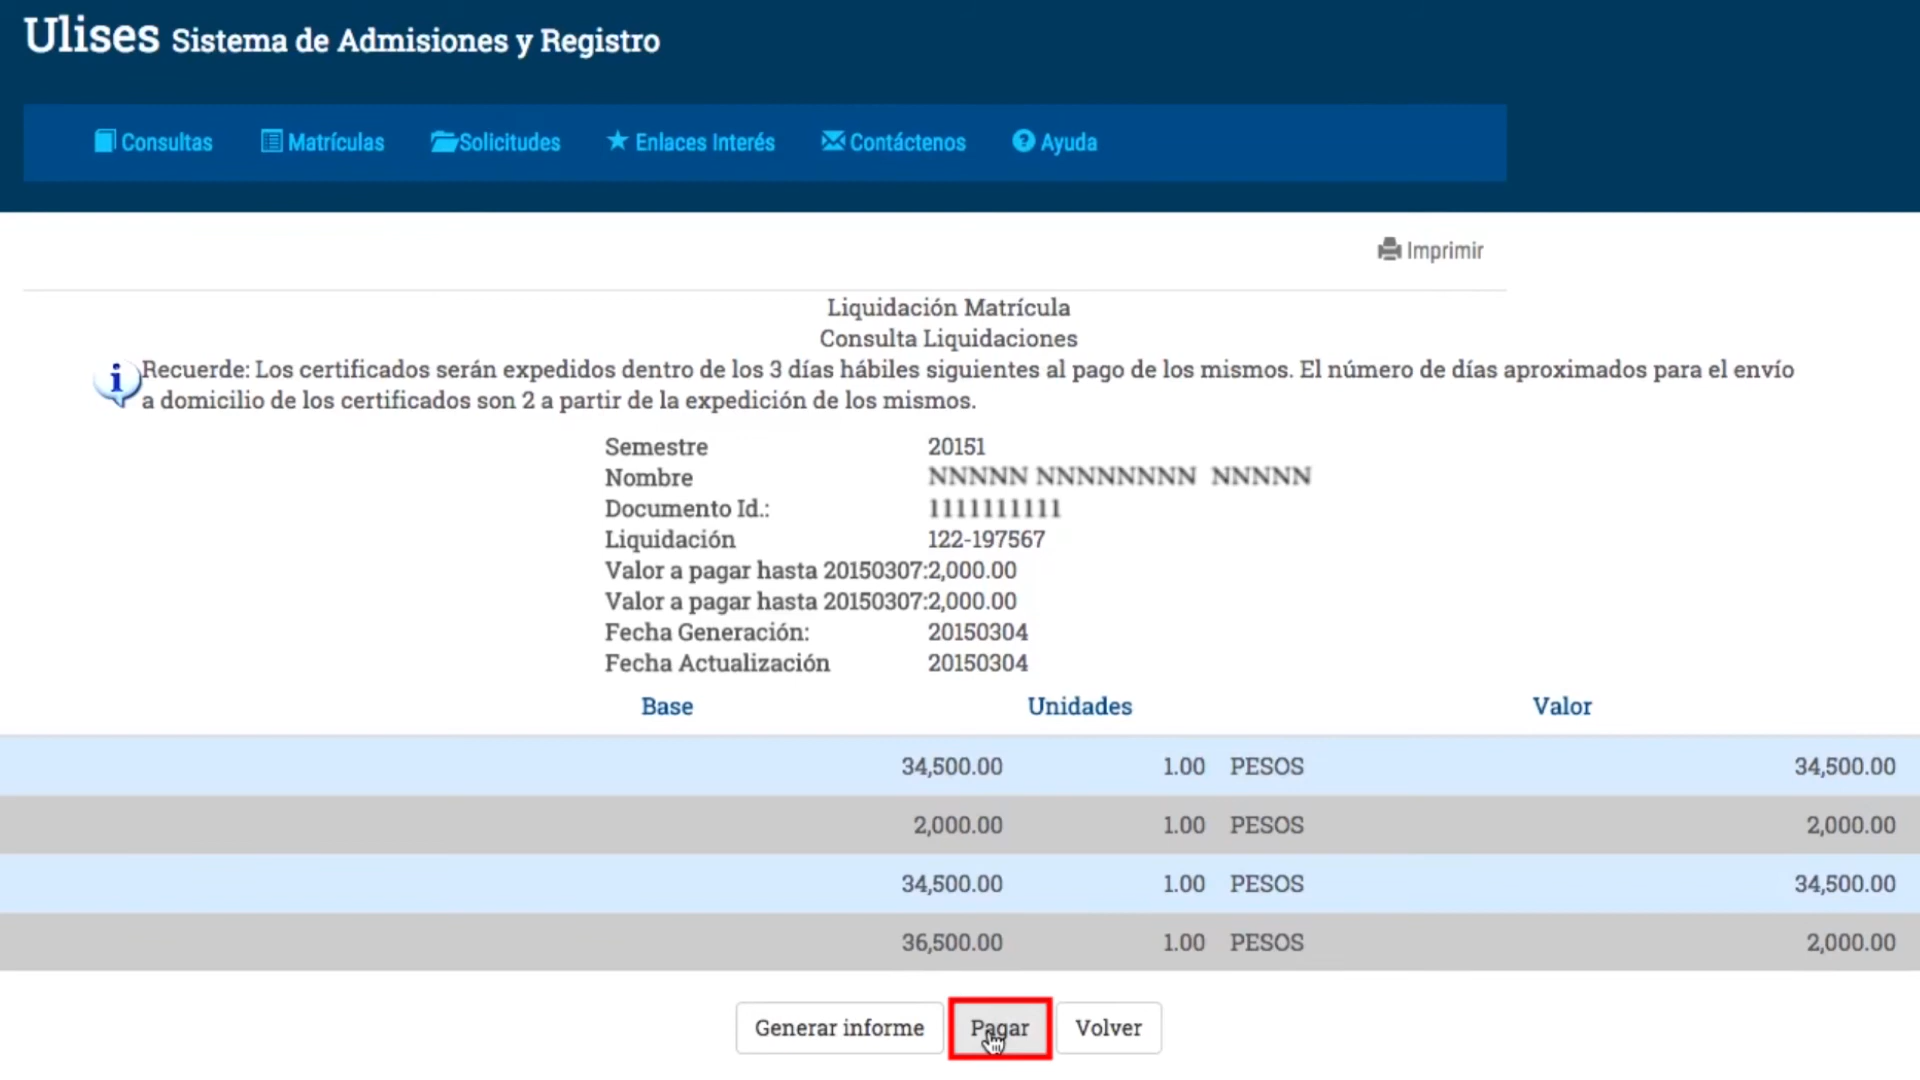 Ulises Sistema de Admisiones y Registro
Consultas Matrículas Solicitudes Enlaces Interés Contáctenos Ayuda
Imprimir
Liquidación Matrícula
Consulta Liquidaciones
Recuerde: Los certificados serán expedidos dentro de los 3 días hábiles siguientes al pago de los mismos. El número de días aproximados para el envío
a domicilio de los certificados son 2 a partir de la expedición de los mismos.
Semestre 20151
Nombre NNNNN NNNNNNNN NNNNN
Documento Id.: 1111111111
Liquidación 122-197567
Valor a pagar hasta 20150307:2,000.00
Valor a pagar hasta 20150307:2,000.00
Fecha Generación: 20150304
Fecha Actualización 20150304
Base Unidades Valor
34,500.00 1.00 PESOS 34,500.00
2,000.00 1.00 PESOS 2,000.00
34,500.00 1.00 PESOS 34,500.00
36,500.00 1.00 PESOS 2,000.00
Generar informe Pagar Volver